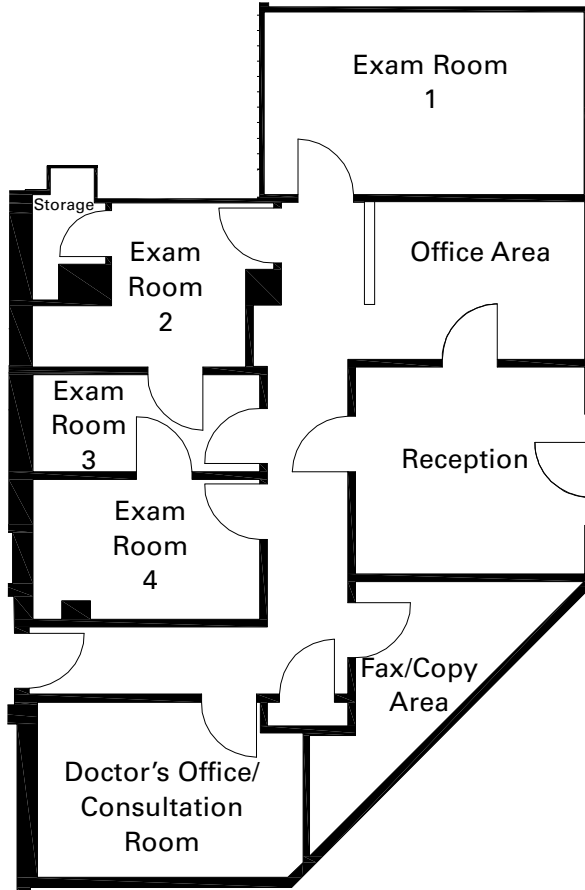 Exam Room
1
Storage
Exam
Room
2
Office Area
Exam
Room
3
Reception
Exam
Room
4
Fax/Copy
Area
Doctor's Office/
Consultation
Room